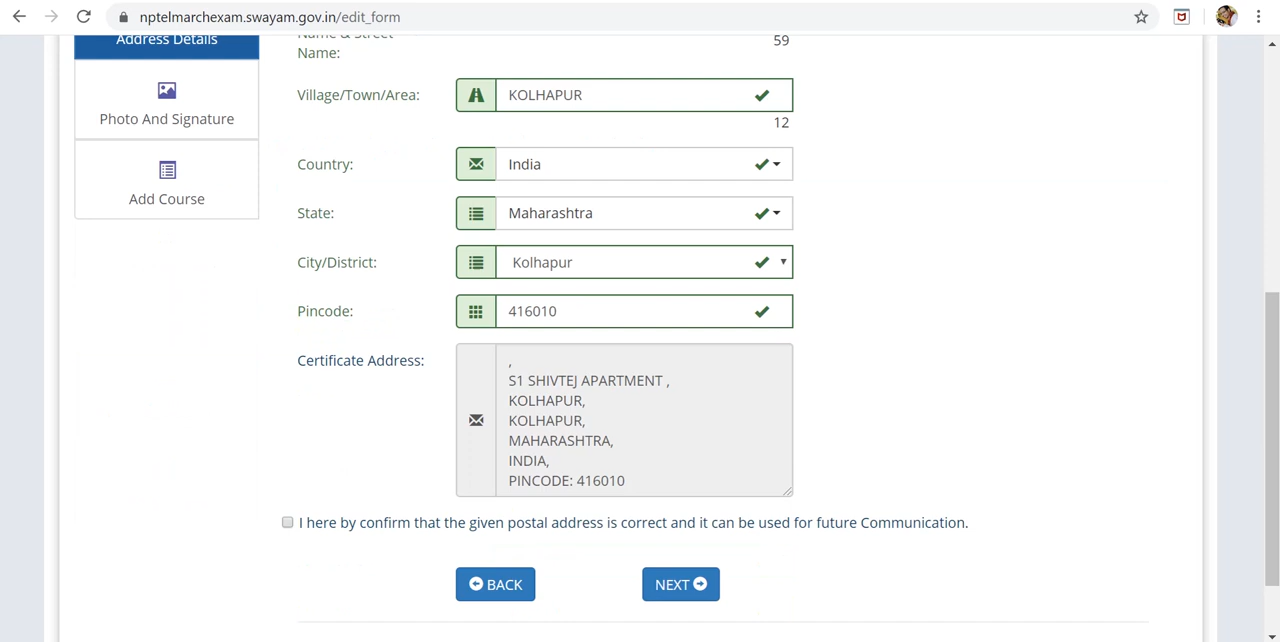 nptelmarchexam.swayam.gov.in/edit_form
Address Details
Name & Street
Name:
59
Village/Town/Area:
KOLHAPUR
12
Photo And Signature
Country:
India
Add Course
State:
Maharashtra
City/District:
Kolhapur
Pincode:
416010
Certificate Address:
,
S1 SHIVTEJ APARTMENT ,
KOLHAPUR,
KOLHAPUR,
MAHARASHTRA,
INDIA,
PINCODE: 416010
I here by confirm that the given postal address is correct and it can be used for future Communication.
BACK
NEXT